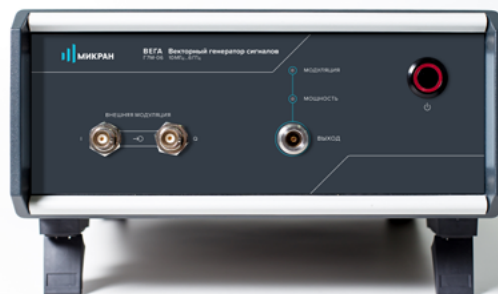 МИКРАН
ВЕГА Векторный генератор сигналов
МОДУЛЯЦИЯ
МОЩНОСТЬ
ВНЕШНЯЯ МОДУЛЯЦИЯ
I
Q
ВЫХОД